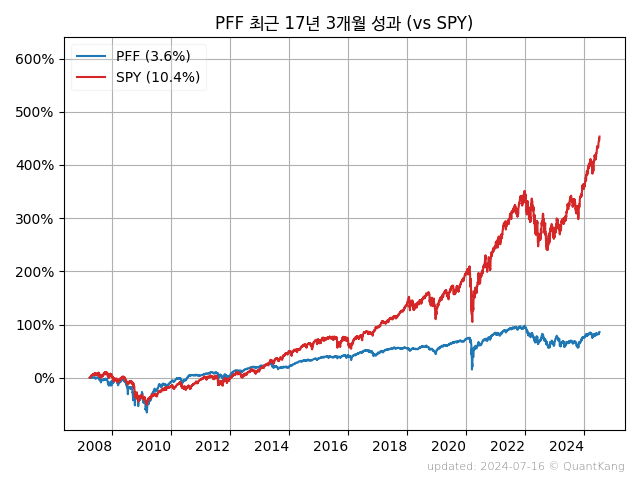 PFF 최근 17년 3개월 성과 (vs SPY)
PFF (3.6%)
SPY (10.4%)
600%
500%
400%
300%
200%
100%
0%
2008 2010 2012 2014 2016 2018 2020 2022 2024
updated: 2024-07-16 © QuantKang